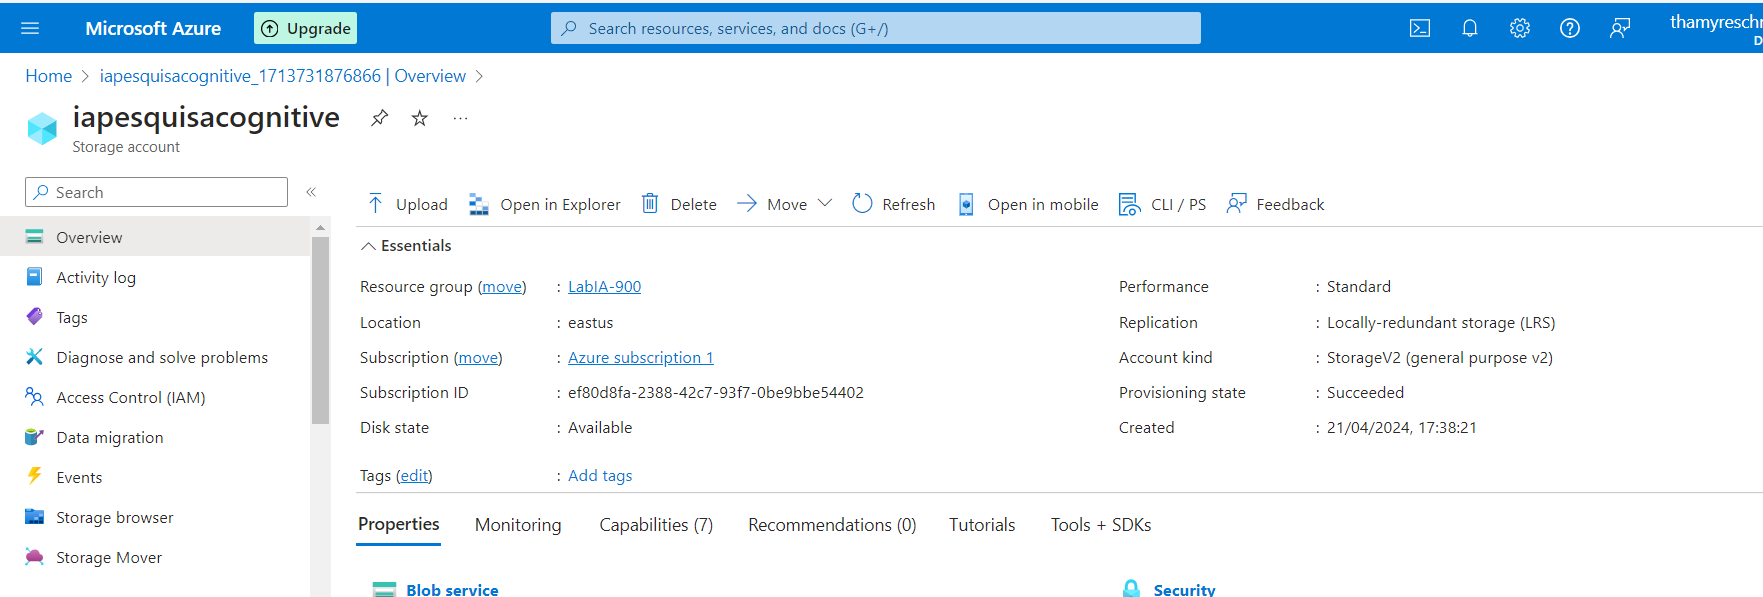 Microsoft Azure
Upgrade
Search resources, services, and docs (G+/)
Home > iapesquisacognitive_1713731876866 | Overview >
iapesquisacognitive
Storage account
Search
Overview
Activity log
Tags
Diagnose and solve problems
Access Control (IAM)
Data migration
Events
Storage browser
Storage Mover
Upload Open in Explorer Delete Move Refresh Open in mobile CLI / PS Feedback
Essentials
Resource group (move) : LabIA-900
Location : eastus
Subscription (move) : Azure subscription 1
Subscription ID : ef80d8fa-2388-42c7-93f7-0be9bbe54402
Disk state : Available
Tags (edit) : Add tags
Performance : Standard
Replication : Locally-redundant storage (LRS)
Account kind : StorageV2 (general purpose v2)
Provisioning state : Succeeded
Created : 21/04/2024, 17:38:21
Properties Monitoring Capabilities (7) Recommendations (0) Tutorials Tools + SDKs
Blob service
Security